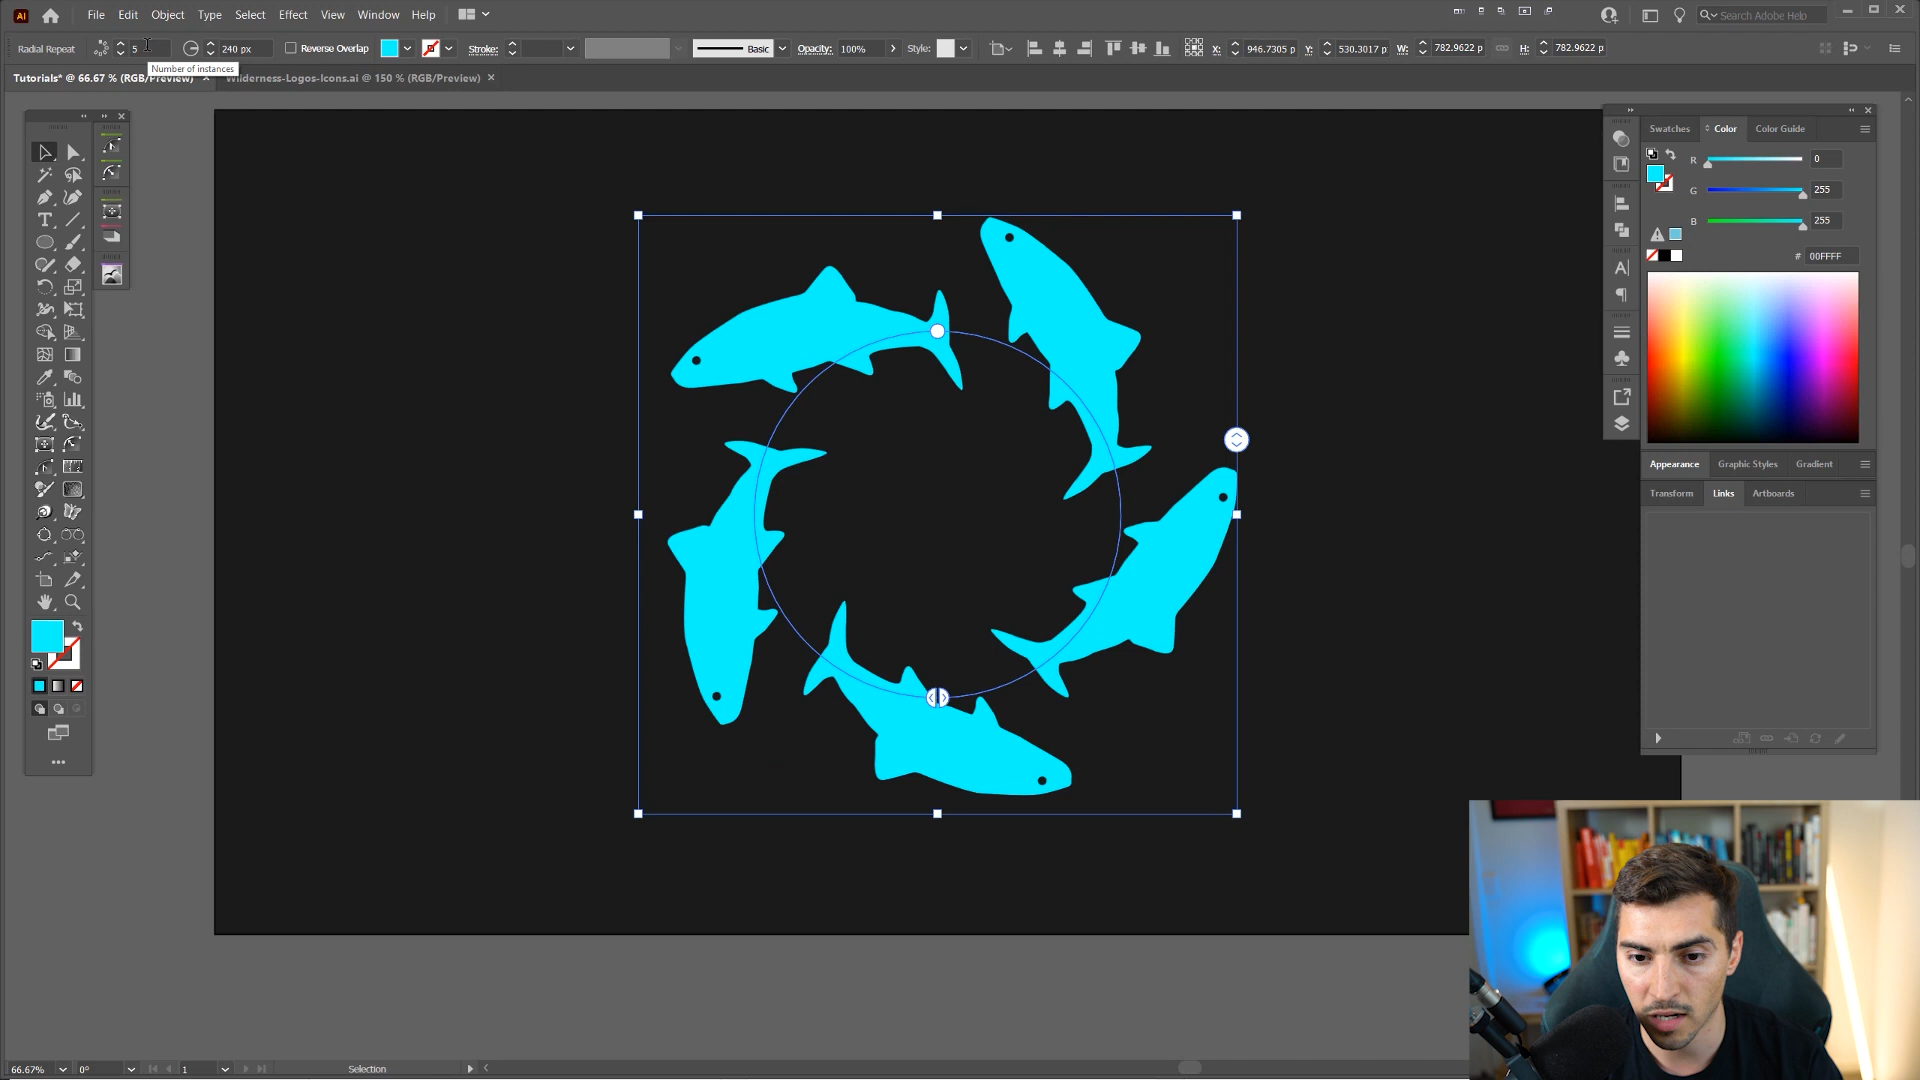 Ai File Edit Object Type Select Effect View Window Help Search Adobe Help
Radial Repeat 5 240 px Reverse Overlap Stroke: Basic Opacity: 100% Style: X: 946.7305 p Y: 530.3017 p W: 782.9622 p H: 782.9622 p
Number of instances
Tutorials* @ 66.67 % (RGB/Preview) × Wilderness-Logos-Icons.ai @ 150 % (RGB/Preview) ×
Swatches Color Color Guide
R 0
G 255
B 255
# 00FFFF
Appearance Graphic Styles Gradient
Transform Links Artboards
66.67% 0° 1 Selection